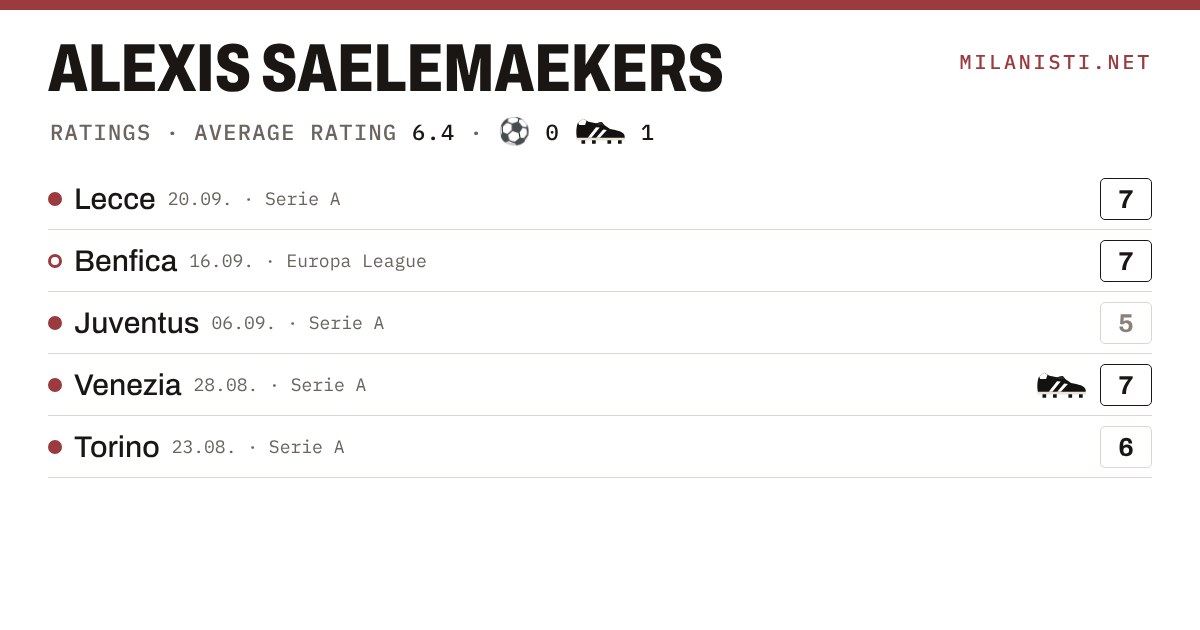 ALEXIS SAELEMAEKERS
MILANISTI.NET
RATINGS · AVERAGE RATING 6.4 · 0 1
Lecce 20.09. · Serie A 7
Benfica 16.09. · Europa League 7
Juventus 06.09. · Serie A 5
Venezia 28.08. · Serie A 7
Torino 23.08. · Serie A 6